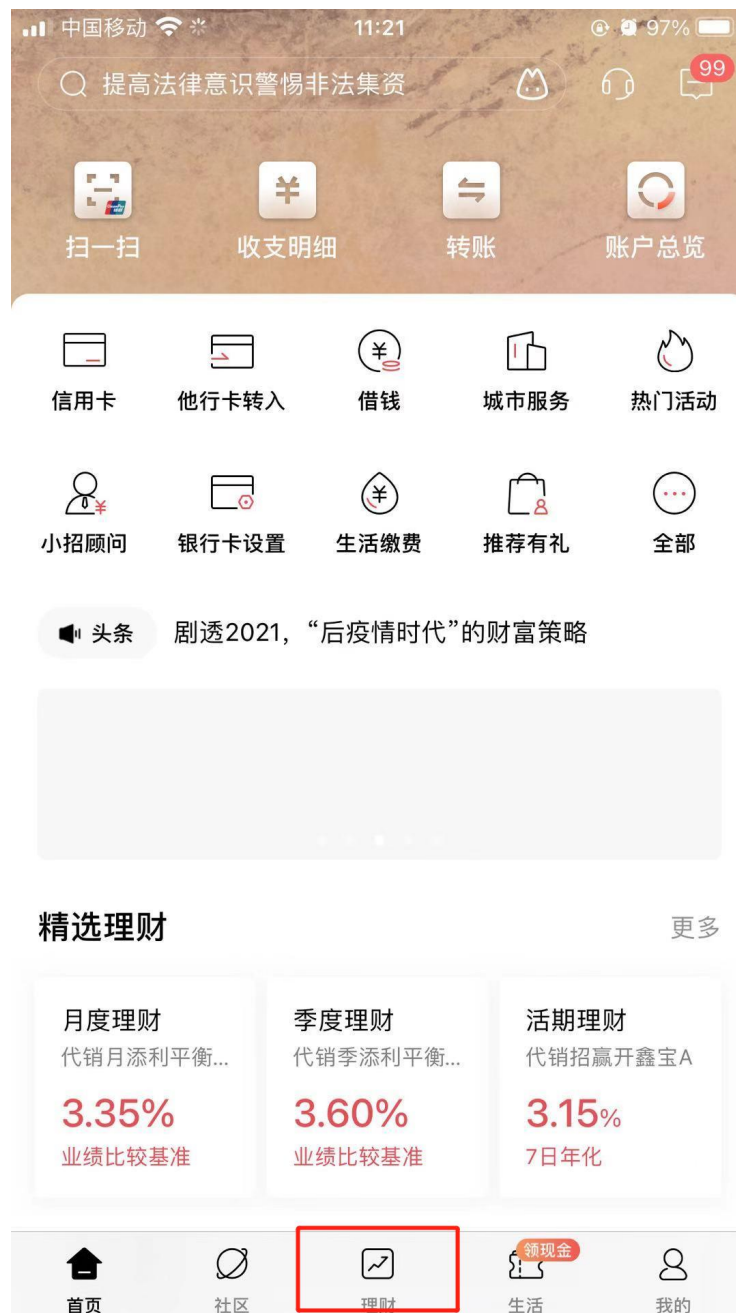 中国移动 11:21 97%
提高法律意识警惕非法集资 99
扫一扫 收支明细 转账 账户总览
信用卡 他行卡转入 借钱 城市服务 热门活动
小招顾问 银行卡设置 生活缴费 推荐有礼 全部
头条 剧透2021，“后疫情时代”的财富策略
精选理财 更多
月度理财 季度理财 活期理财
代销月添利平衡... 代销季添利平衡... 代销招赢开鑫宝A
3.35% 3.60% 3.15%
业绩比较基准 业绩比较基准 7日年化
领现金
首页 社区 理财 生活 我的